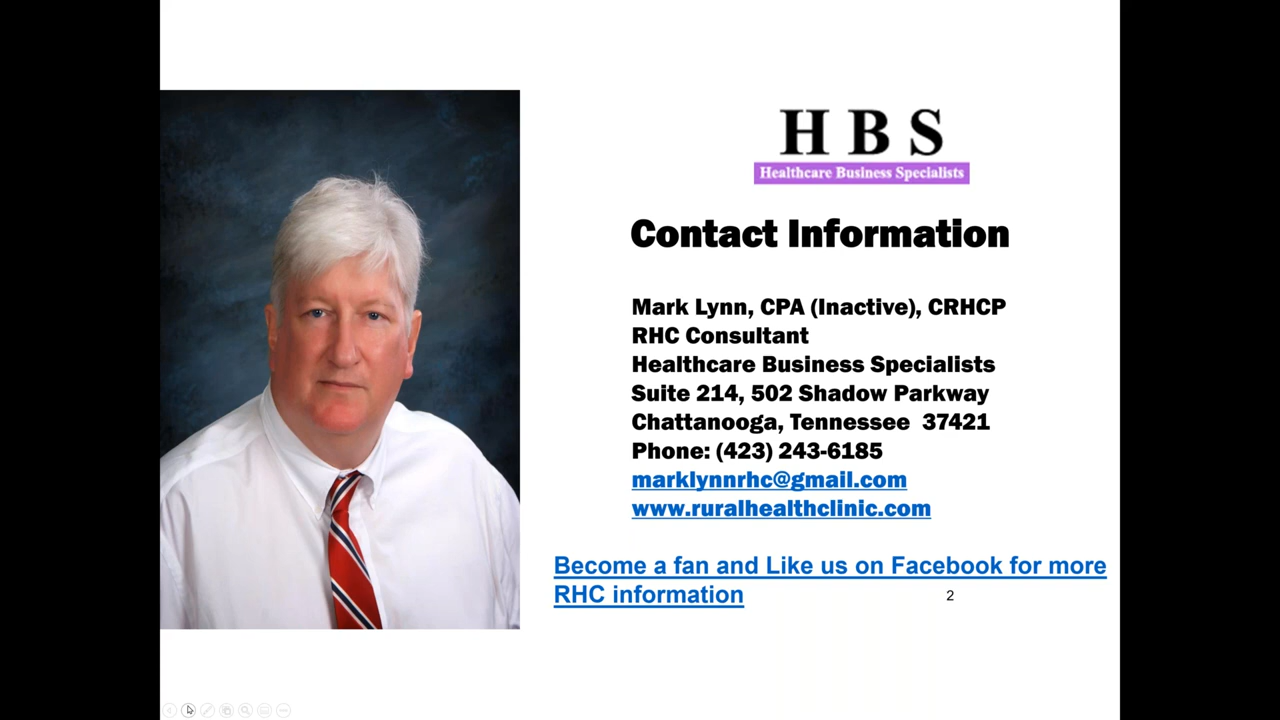 H B S
Healthcare Business Specialists
Contact Information
Mark Lynn, CPA (Inactive), CRHCP
RHC Consultant
Healthcare Business Specialists
Suite 214, 502 Shadow Parkway
Chattanooga, Tennessee  37421
Phone: (423) 243-6185
marklynnrhc@gmail.com
www.ruralhealthclinic.com
Become a fan and Like us on Facebook for more
RHC information
2